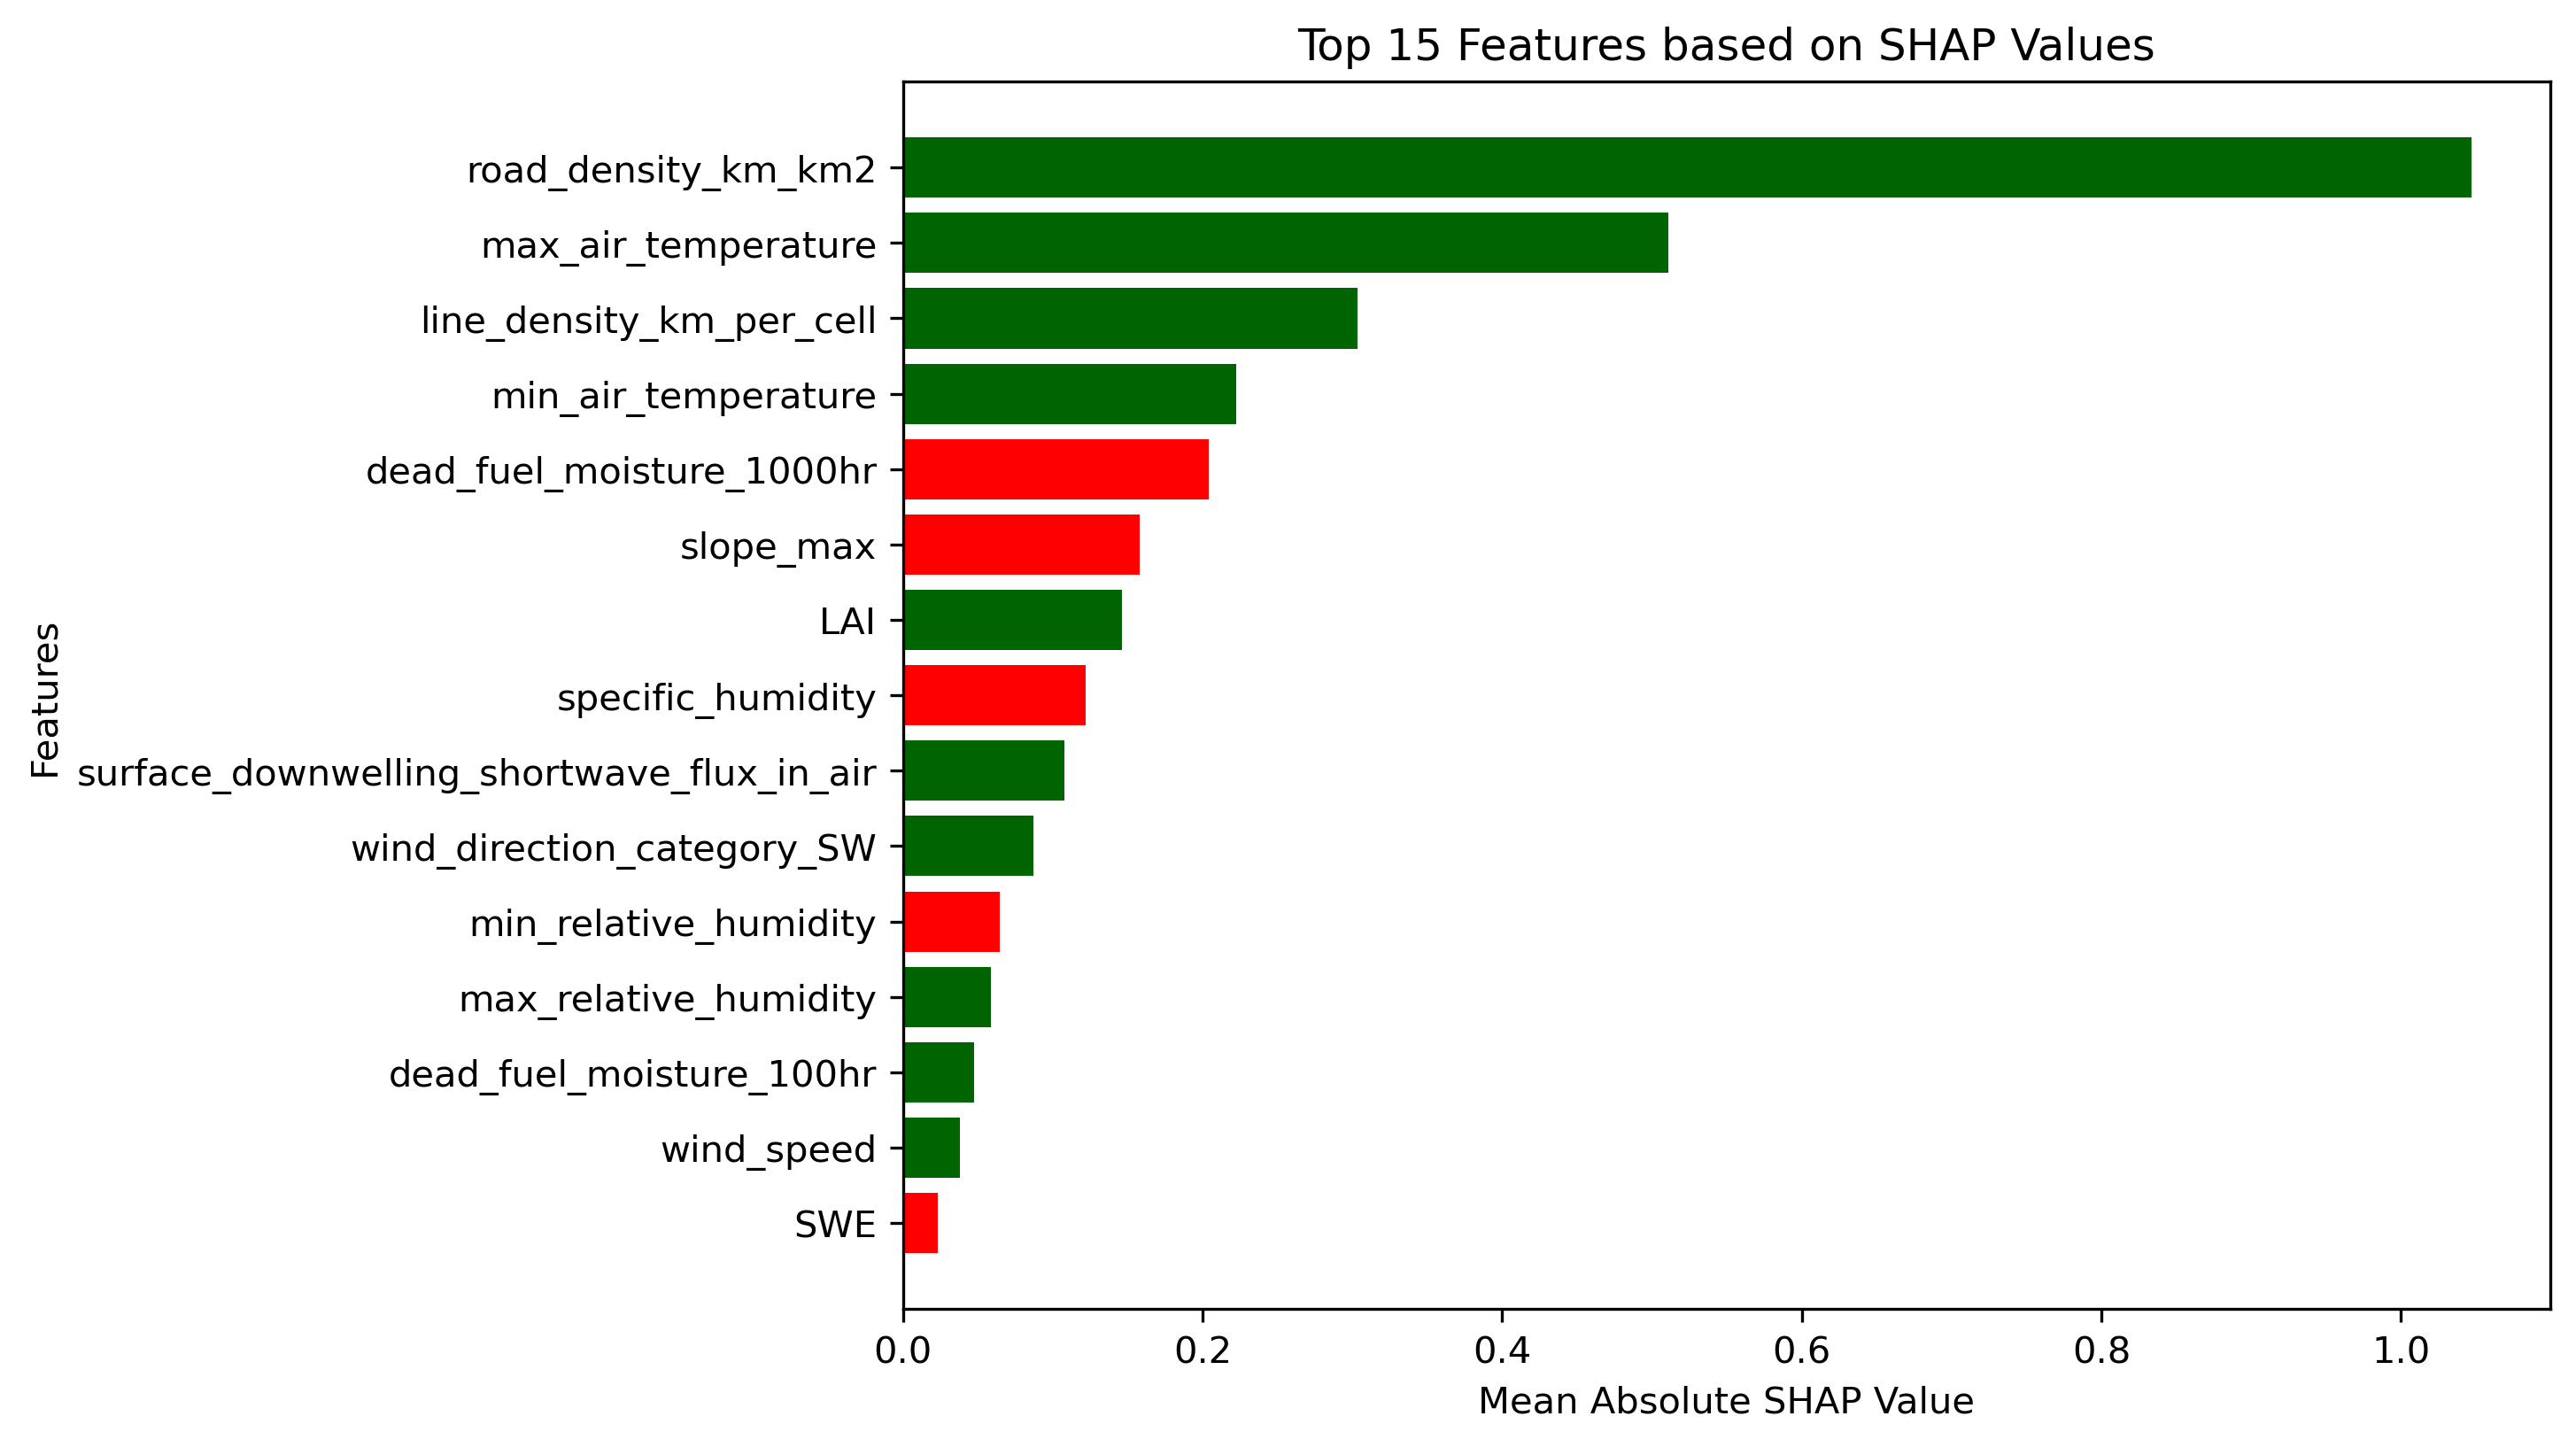 Top 15 Features based on SHAP Values
Features
road_density_km_km2
max_air_temperature
line_density_km_per_cell
min_air_temperature
dead_fuel_moisture_1000hr
slope_max
LAI
specific_humidity
surface_downwelling_shortwave_flux_in_air
wind_direction_category_SW
min_relative_humidity
max_relative_humidity
dead_fuel_moisture_100hr
wind_speed
SWE
0.0 0.2 0.4 0.6 0.8 1.0
Mean Absolute SHAP Value